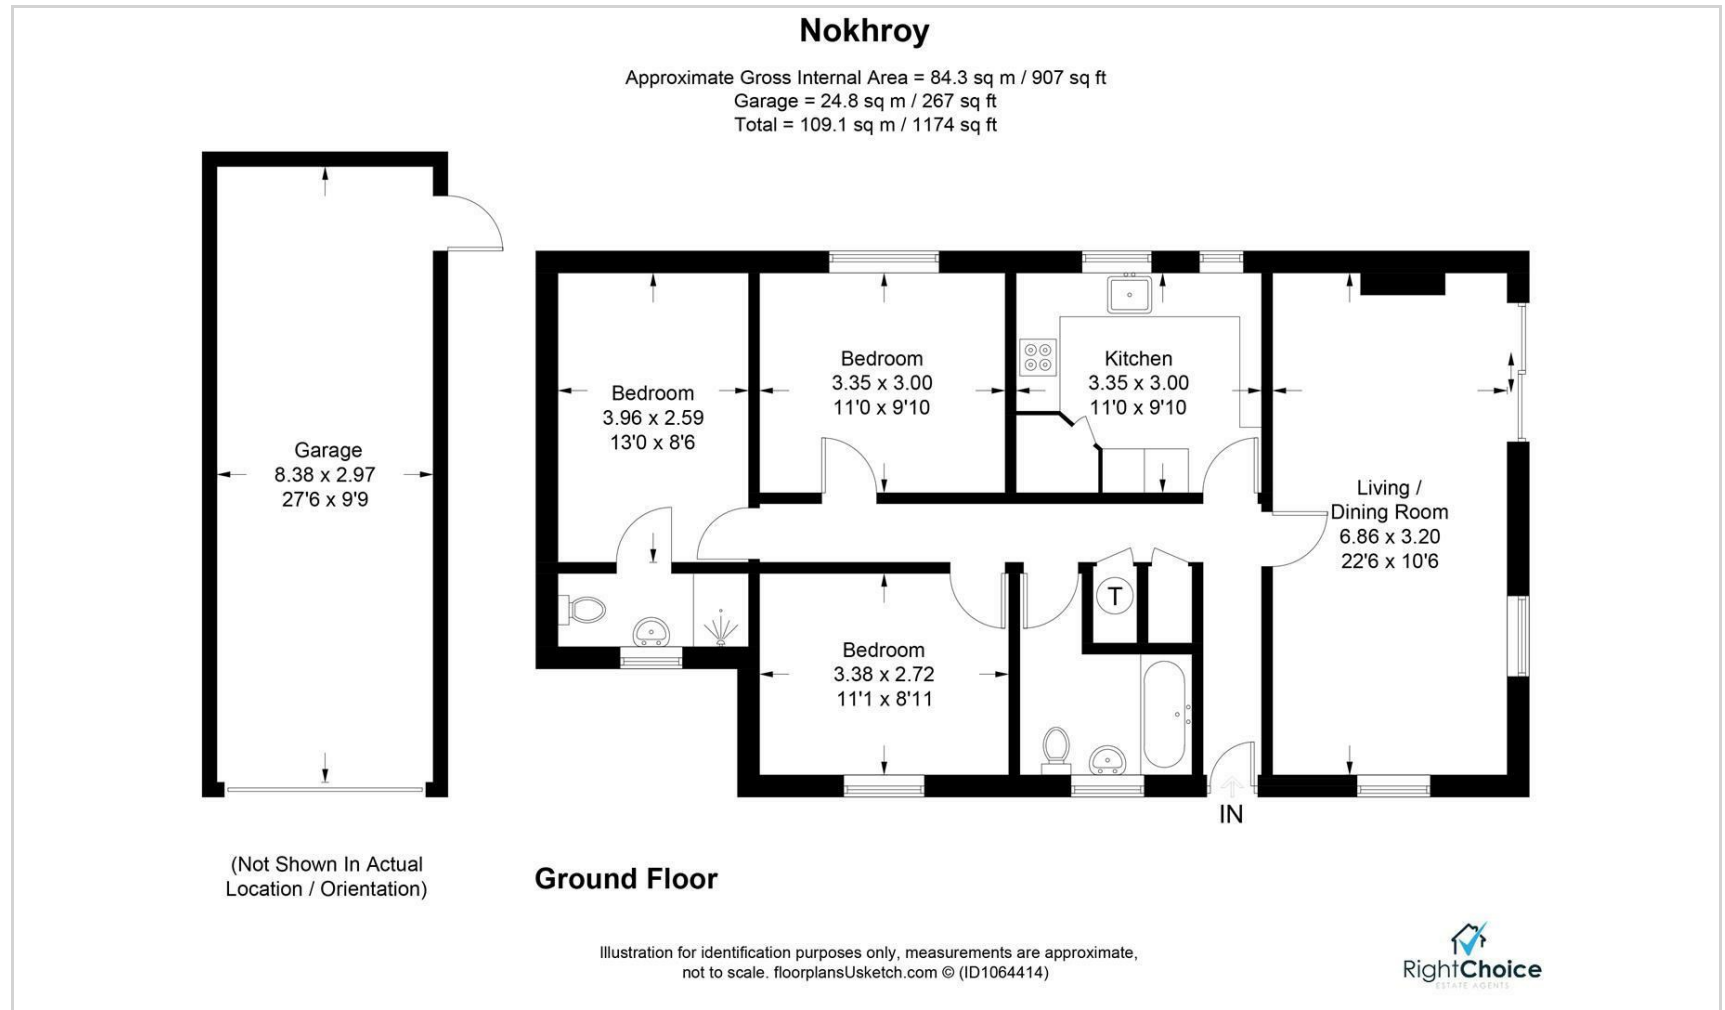 Nokhroy
Approximate Gross Internal Area = 84.3 sq m / 907 sq ft
Garage = 24.8 sq m / 267 sq ft
Total = 109.1 sq m / 1174 sq ft
Garage
8.38 x 2.97
27'6 x 9'9
Bedroom
3.96 x 2.59
13'0 x 8'6
Bedroom
3.35 x 3.00
11'0 x 9'10
Kitchen
3.35 x 3.00
11'0 x 9'10
Living /
Dining Room
6.86 x 3.20
22'6 x 10'6
T
Bedroom
3.38 x 2.72
11'1 x 8'11
IN
(Not Shown In Actual
Location / Orientation)
Ground Floor
Illustration for identification purposes only, measurements are approximate,
not to scale. floorplansUsketch.com © (ID1064414)
RightChoice
ESTATE AGENTS